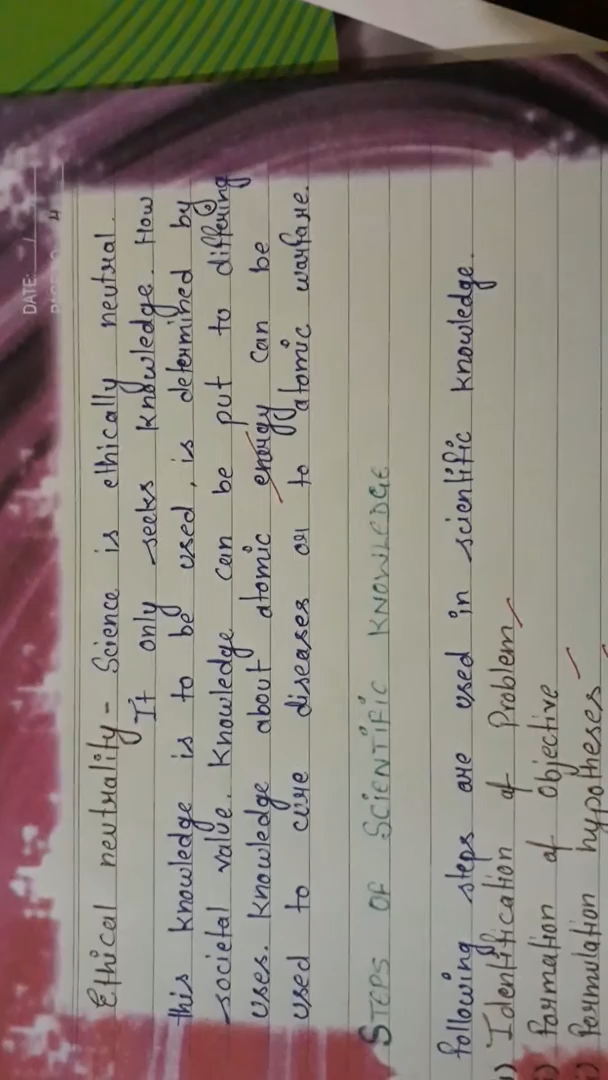 DATE:
4
Ethical neutrality - Science is ethically neutral.
It only seeks knowledge. How
this knowledge is to be used, is determined by
societal value. Knowledge can be put to differing
uses. Knowledge about atomic energy can be
used to cure diseases or to atomic warfare.
STEPS OF SCIENTIFIC KNOWLEDGE
Following steps are used in scientific knowledge.
Identification of Problem
Formation of Objective
Formulation hypotheses